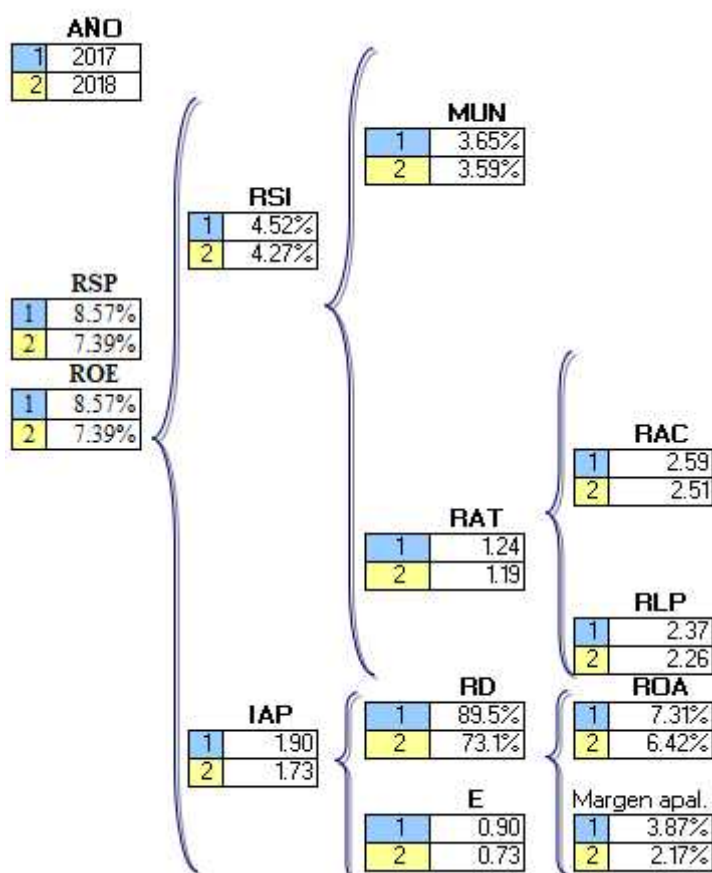 AÑO
1 2017
2 2018
MUN
1 3.65%
2 3.59%
RSI
1 4.52%
2 4.27%
RSP
1 8.57%
2 7.39%
ROE
1 8.57%
2 7.39%
RAC
1 2.59
2 2.51
RAT
1 1.24
2 1.19
RLP
1 2.37
2 2.26
IAP
1 1.90
2 1.73
RD
1 89.5%
2 73.1%
ROA
1 7.31%
2 6.42%
E
1 0.90
2 0.73
Margen apal.
1 3.87%
2 2.17%